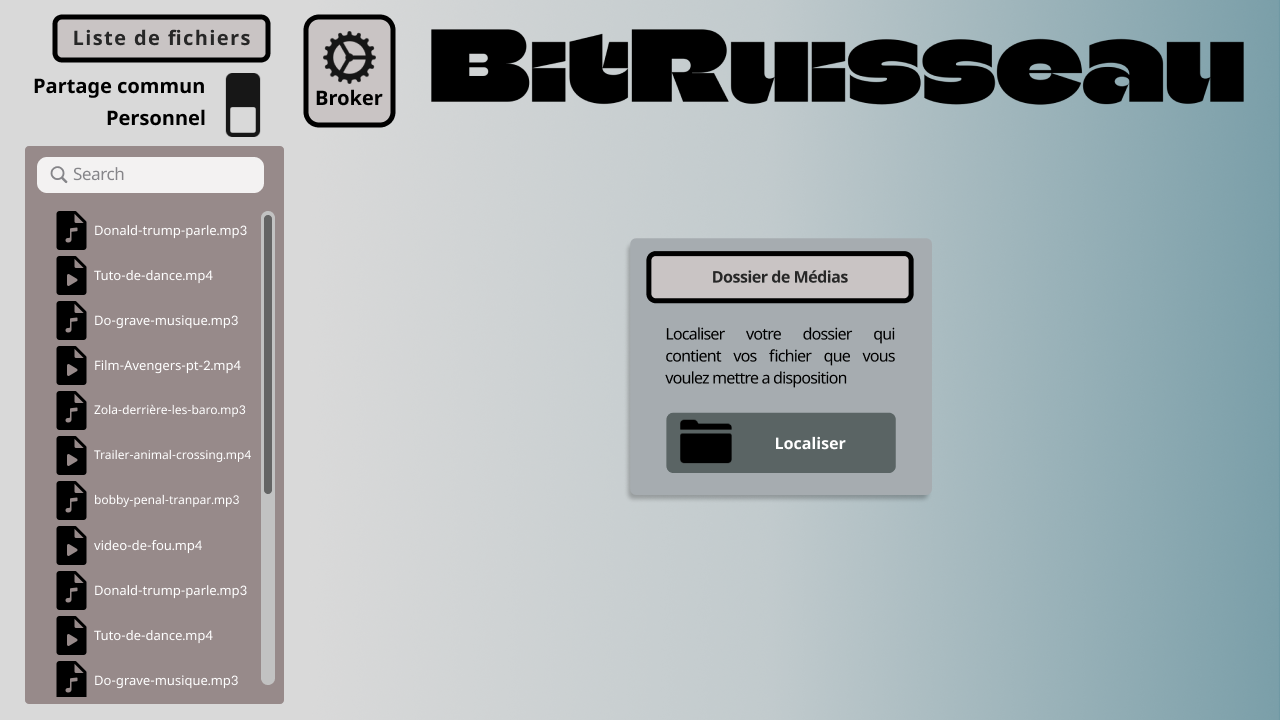 Liste de fichiers
Partage commun
Personnel
Broker
BitRuisseau
Search
Donald-trump-parle.mp3
Tuto-de-dance.mp4
Do-grave-musique.mp3
Film-Avengers-pt-2.mp4
Zola-derrière-les-baro.mp3
Trailer-animal-crossing.mp4
bobby-penal-tranpar.mp3
video-de-fou.mp4
Donald-trump-parle.mp3
Tuto-de-dance.mp4
Do-grave-musique.mp3
Dossier de Médias
Localiser votre dossier qui
contient vos fichier que vous
voulez mettre a disposition
Localiser